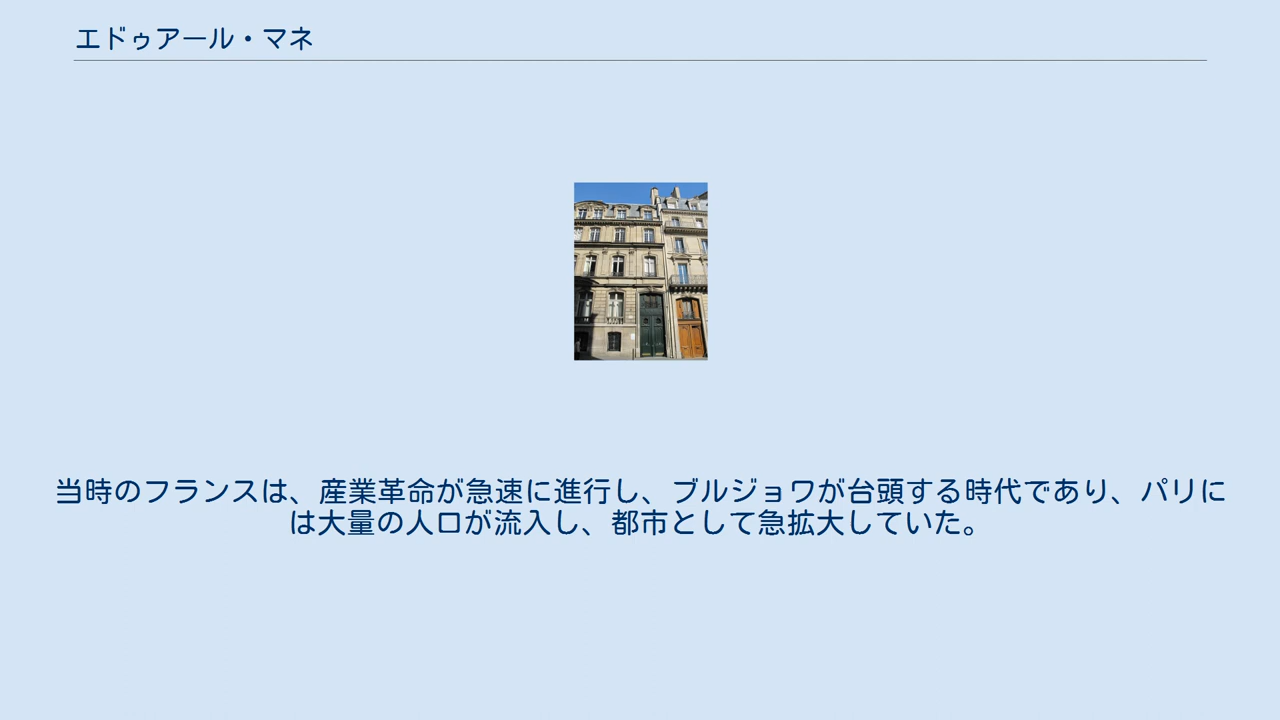 エドゥアール・マネ
当時のフランスは、産業革命が急速に進行し、ブルジョワが台頭する時代であり、パリに
は大量の人口が流入し、都市として急拡大していた。